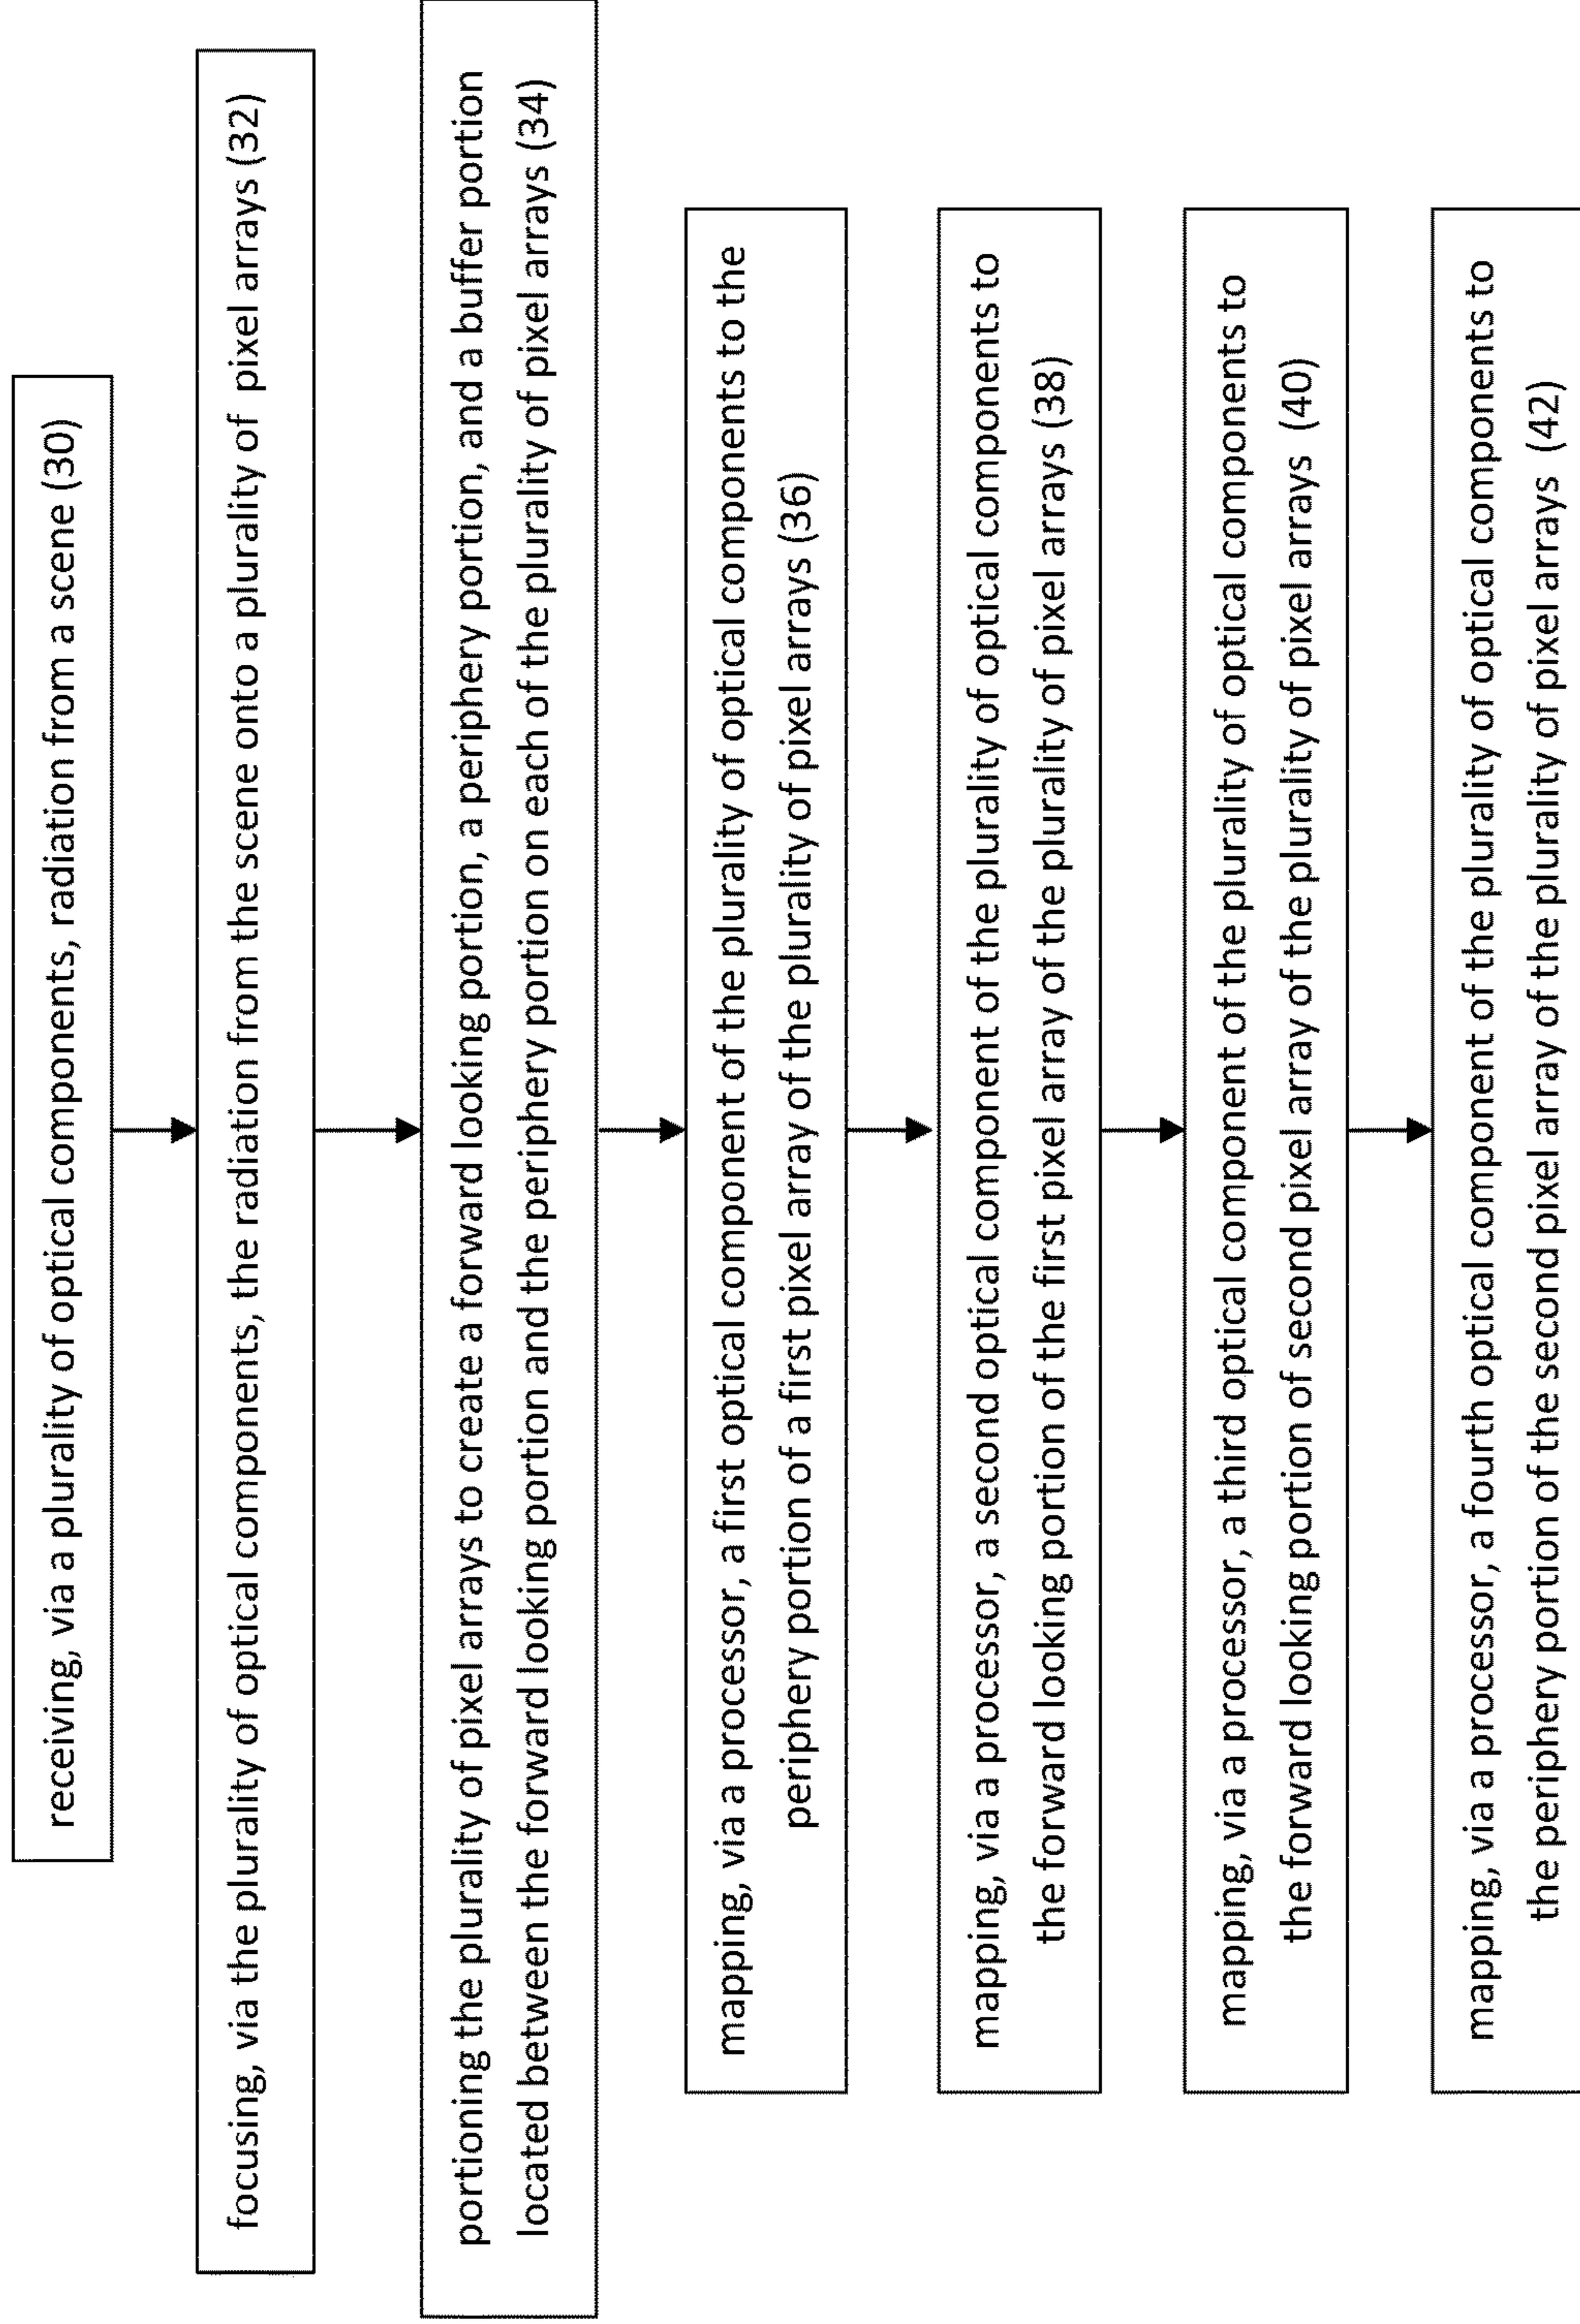 receiving, via a plurality of optical components, radiation from a scene (30)
focusing, via the plurality of optical components, the radiation from the scene onto a plurality of pixel arrays (32)
portioning the plurality of pixel arrays to create a forward looking portion, a periphery portion, and a buffer portion
located between the forward looking portion and the periphery portion on each of the plurality of pixel arrays (34)
mapping, via a processor, a first optical component of the plurality of optical components to the
periphery portion of a first pixel array of the plurality of pixel arrays (36)
mapping, via a processor, a second optical component of the plurality of optical components to
the forward looking portion of the first pixel array of the plurality of pixel arrays (38)
mapping, via a processor, a third optical component of the plurality of optical components to
the forward looking portion of second pixel array of the plurality of pixel arrays (40)
mapping, via a processor, a fourth optical component of the plurality of optical components to
the periphery portion of the second pixel array of the plurality of pixel arrays (42)